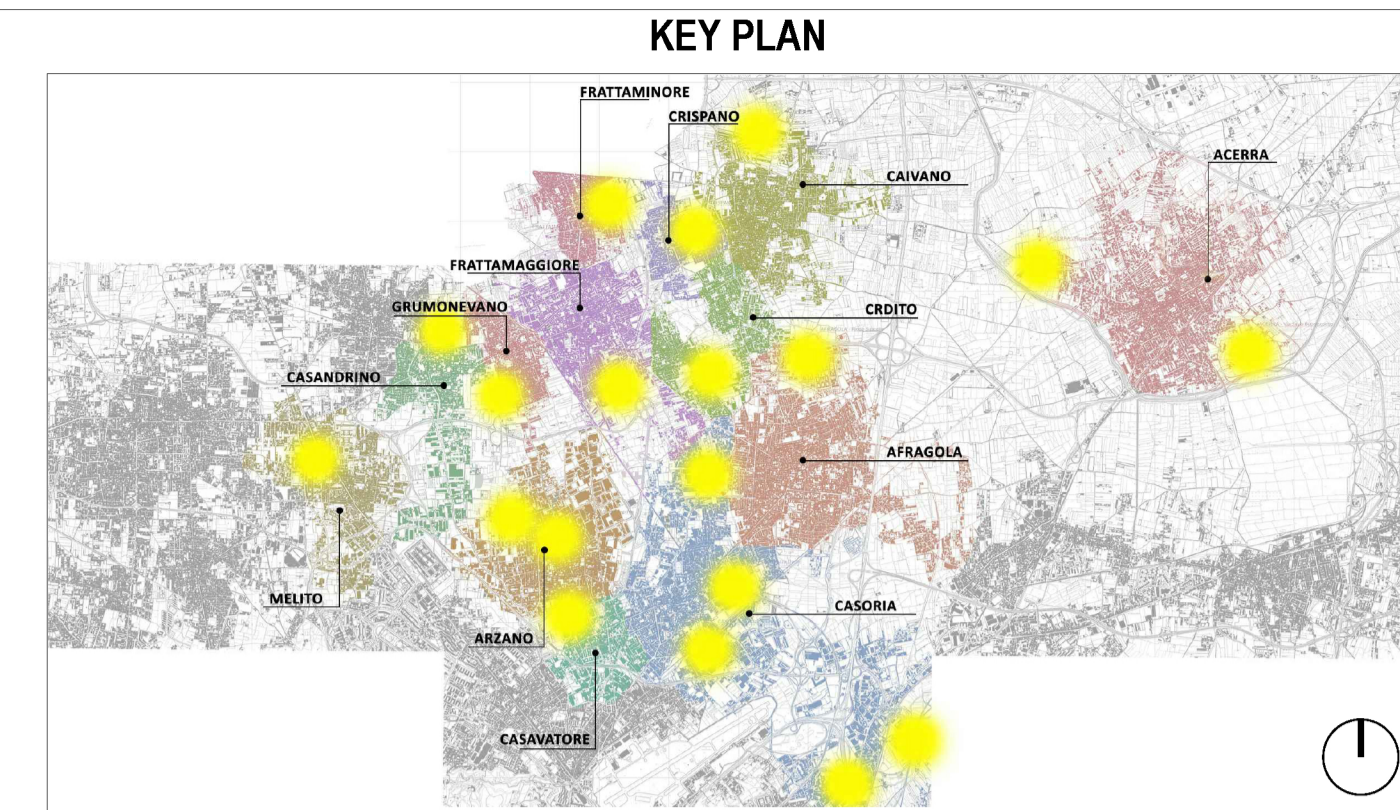 KEY PLAN
FRATTAMINORE
CRISPANO
ACERRA
CAIVANO
FRATTAMAGGIORE
GRUMONEVANO
CRDITO
CASANDRINO
AFRAGOLA
MELITO
CASORIA
ARZANO
CASAVATORE